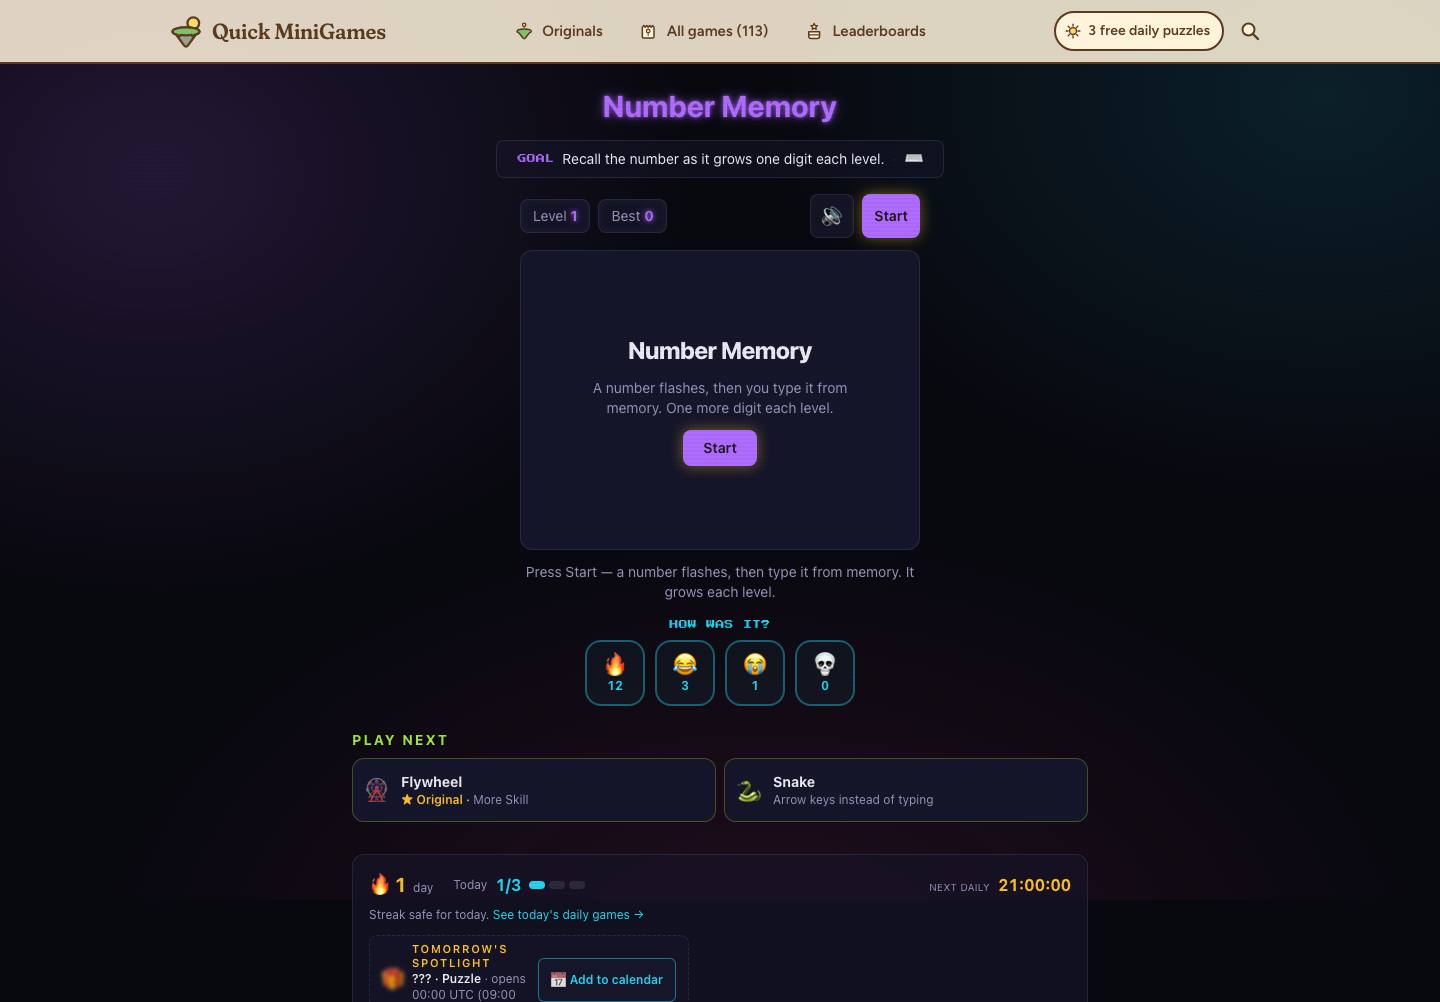 Quick MiniGames
Originals
All games (113)
Leaderboards
3 free daily puzzles
Number Memory
GOAL Recall the number as it grows one digit each level.
Level 1
Best 0
Start
Number Memory
A number flashes, then you type it from
memory. One more digit each level.
Start
Press Start — a number flashes, then type it from memory. It
grows each level.
HOW WAS IT?
12
3
1
0
PLAY NEXT
Flywheel
Original · More Skill
Snake
Arrow keys instead of typing
1 day
Today 1/3
NEXT DAILY 21:00:00
Streak safe for today. See today's daily games →
TOMORROW'S
SPOTLIGHT
??? · Puzzle · opens
00:00 UTC (09:00
Add to calendar